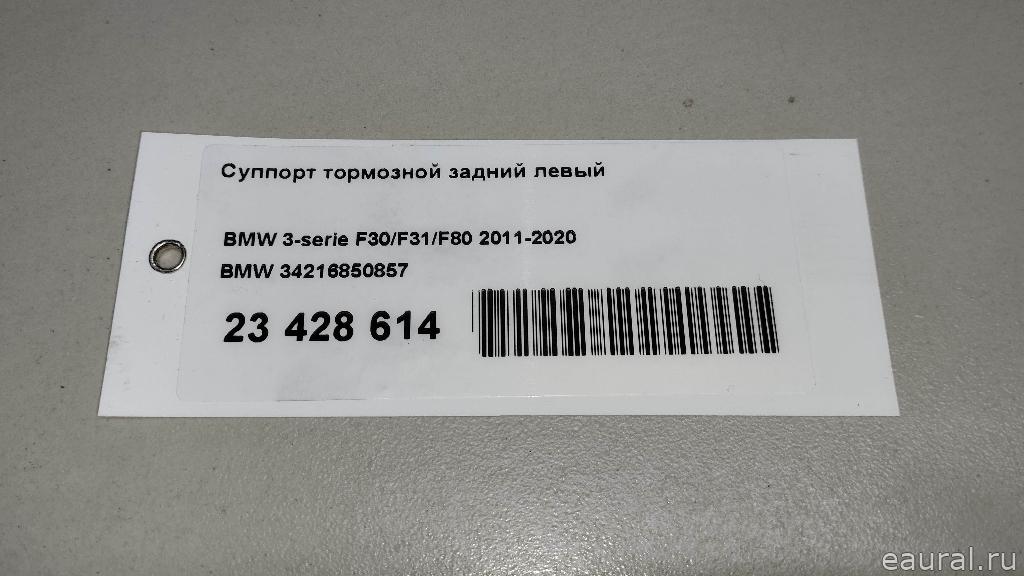 Суппорт тормозной задний левый
BMW 3-serie F30/F31/F80 2011-2020
BMW 34216850857
23 428 614
eaural.ru